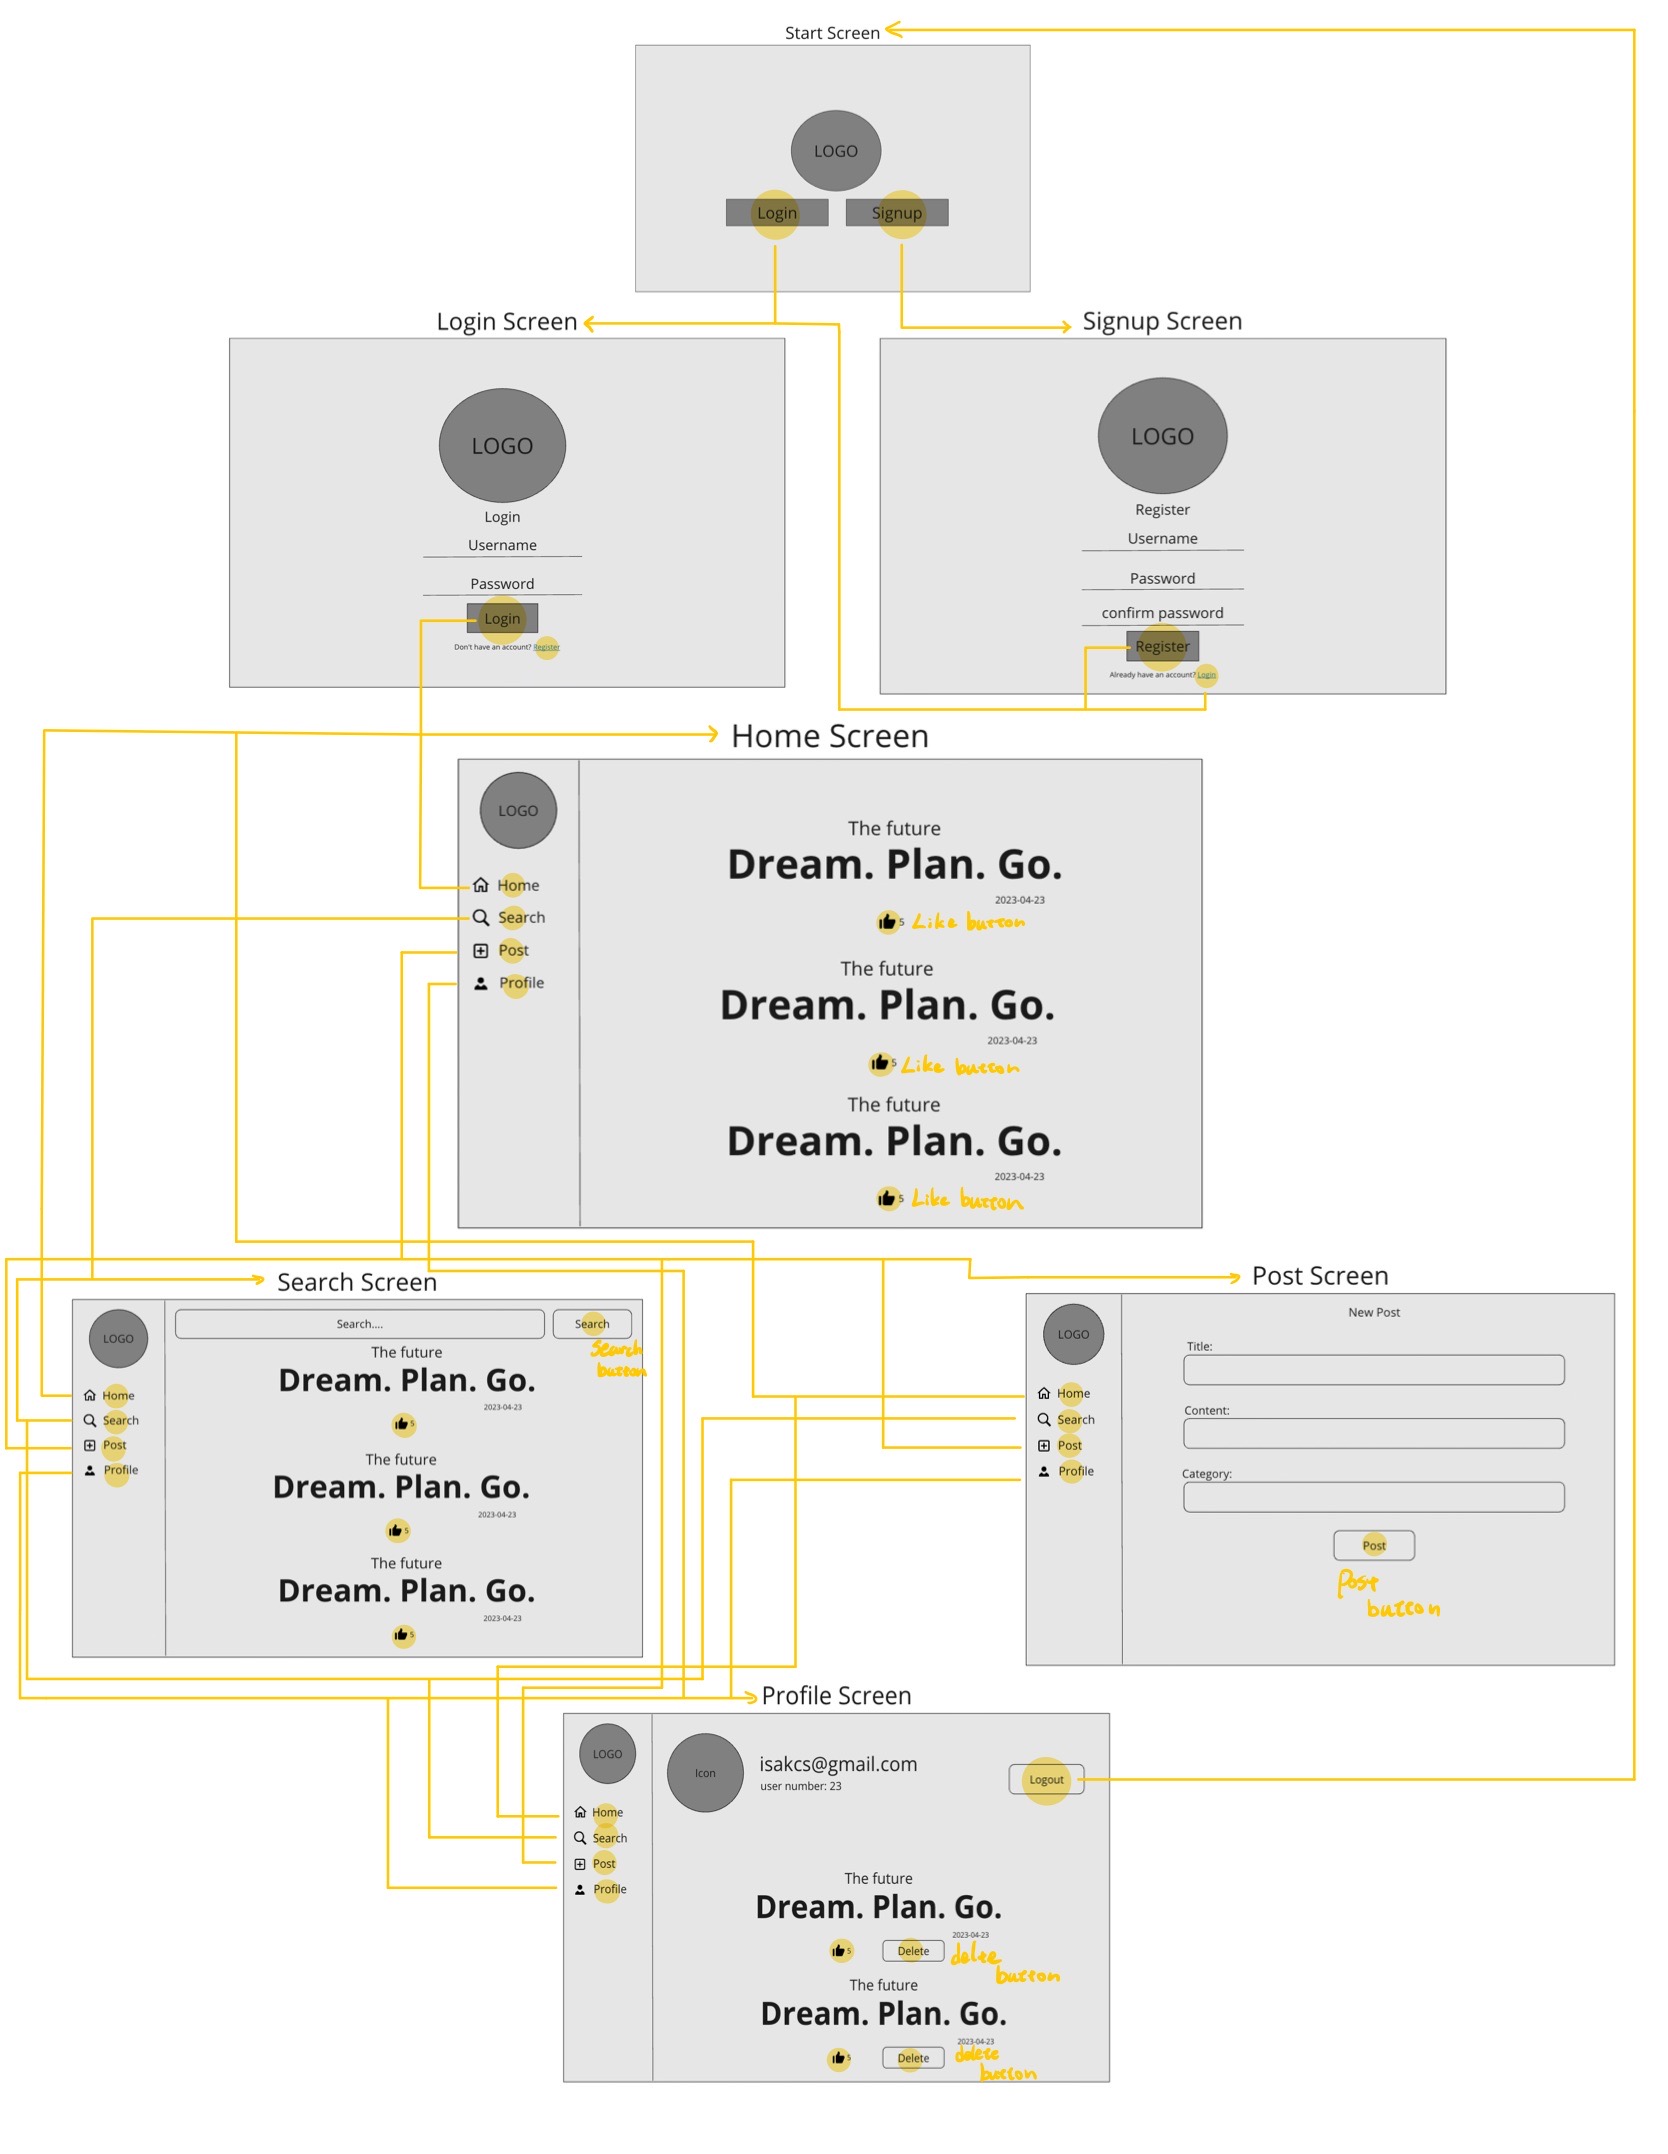 Start Screen
LOGO
Login
Signup
Login Screen
LOGO
Login
Username
Password
Login
Don't have an account? Register
Signup Screen
LOGO
Register
Username
Password
confirm password
Register
Already have an account? Login
Home Screen
LOGO
Home
Search
Post
Profile
The future
Dream. Plan. Go.
2023-04-23
5 Like button
The future
Dream. Plan. Go.
2023-04-23
5 Like button
The future
Dream. Plan. Go.
2023-04-23
5 Like button
Search Screen
LOGO
Home
Search
Post
Profile
Search....
Search
Search
button
The future
Dream. Plan. Go.
2023-04-23
5
The future
Dream. Plan. Go.
2023-04-23
5
The future
Dream. Plan. Go.
2023-04-23
5
Post Screen
LOGO
Home
Search
Post
Profile
New Post
Title:
Content:
Category:
Post
Post
button
Profile Screen
LOGO
Home
Search
Post
Profile
Icon
isakcs@gmail.com
user number: 23
Logout
The future
Dream. Plan. Go.
2023-04-23
5
Delete
delte
button
The future
Dream. Plan. Go.
2023-04-23
5
Delete
delete
button